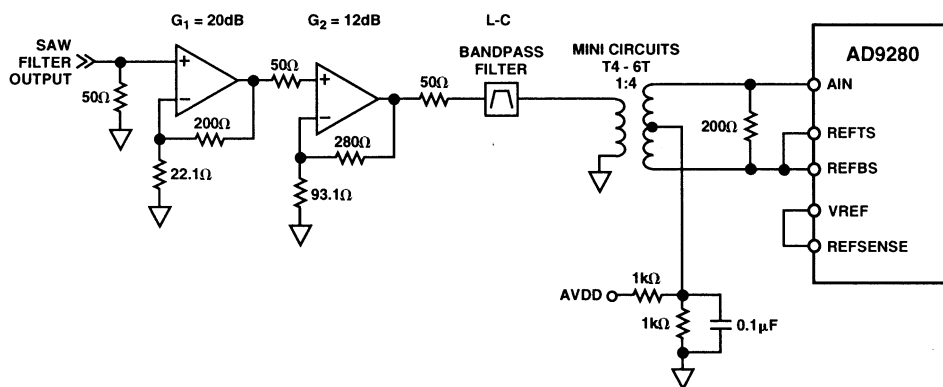 G1 = 20dB
G2 = 12dB
L-C
BANDPASS
FILTER
MINI CIRCUITS
T4 - 6T
1:4
AD9280
SAW
FILTER
OUTPUT
50Ω
+
−
200Ω
22.1Ω
50Ω
+
−
280Ω
93.1Ω
50Ω
200Ω
AIN
REFTS
REFBS
VREF
REFSENSE
AVDD
1kΩ
1kΩ
0.1µF